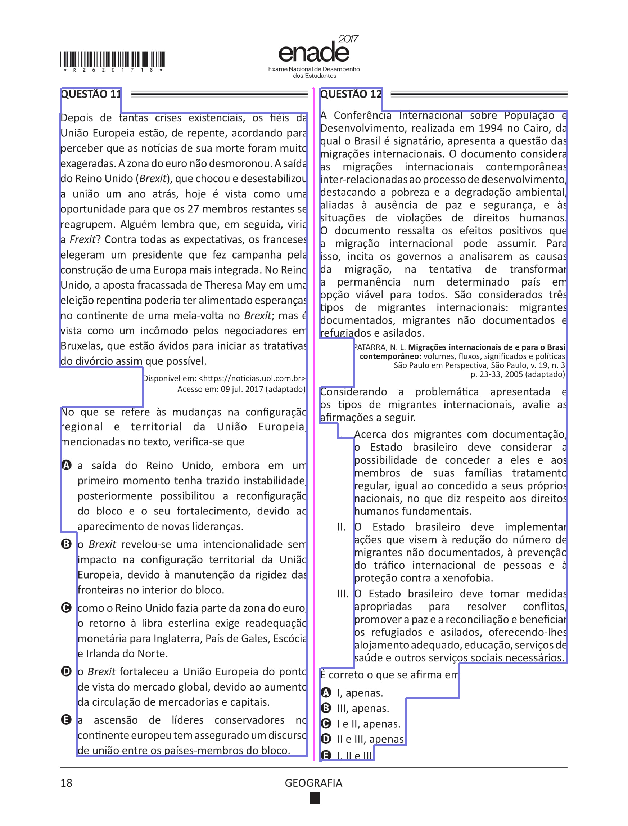 *R2620171 8*
enade
2017
Exame Nacional de Desempenho
dos Estudantes
QUESTÃO 11
Depois de tantas crises existenciais, os fiéis da
União Europeia estão, de repente, acordando para
perceber que as notícias de sua morte foram muito
exageradas. A zona do euro não desmoronou. A saída
do Reino Unido (Brexit), que chocou e desestabilizou
a união um ano atrás, hoje é vista como uma
oportunidade para que os 27 membros restantes se
reagrupem. Alguém lembra que, em seguida, viria
a Frexit? Contra todas as expectativas, os franceses
elegeram um presidente que fez campanha pela
construção de uma Europa mais integrada. No Reino
Unido, a aposta fracassada de Theresa May em uma
eleição repentina poderia ter alimentado esperanças
no continente de uma meia-volta no Brexit; mas é
vista como um incômodo pelos negociadores em
Bruxelas, que estão ávidos para iniciar as tratativas
do divórcio assim que possível.
Disponível em: <https://noticias.uol.com.br>
Acesso em: 09 jul. 2017 (adaptado)
No que se refere às mudanças na configuração
regional e territorial da União Europeia,
mencionadas no texto, verifica-se que
A a saída do Reino Unido, embora em um
primeiro momento tenha trazido instabilidade,
posteriormente possibilitou a reconfiguração
do bloco e o seu fortalecimento, devido ao
aparecimento de novas lideranças.
B o Brexit revelou-se uma intencionalidade sem
impacto na configuração territorial da União
Europeia, devido à manutenção da rigidez das
fronteiras no interior do bloco.
C como o Reino Unido fazia parte da zona do euro,
o retorno à libra esterlina exige readequação
monetária para Inglaterra, País de Gales, Escócia
e Irlanda do Norte.
D o Brexit fortaleceu a União Europeia do ponto
de vista do mercado global, devido ao aumento
da circulação de mercadorias e capitais.
E a ascensão de líderes conservadores no
continente europeu tem assegurado um discurso
de união entre os países-membros do bloco.
QUESTÃO 12
A Conferência Internacional sobre População e
Desenvolvimento, realizada em 1994 no Cairo, da
qual o Brasil é signatário, apresenta a questão das
migrações internacionais. O documento considera
as migrações internacionais contemporâneas
inter-relacionadas ao processo de desenvolvimento,
destacando a pobreza e a degradação ambiental,
aliadas à ausência de paz e segurança, e às
situações de violações de direitos humanos.
O documento ressalta os efeitos positivos que
a migração internacional pode assumir. Para
isso, incita os governos a analisarem as causas
da migração, na tentativa de transformar
a permanência num determinado país em
opção viável para todos. São considerados três
tipos de migrantes internacionais: migrantes
documentados, migrantes não documentados e
refugiados e asilados.
PATARRA, N. L. Migrações internacionais de e para o Brasil
contemporâneo: volumes, fluxos, significados e políticas
São Paulo em Perspectiva, São Paulo, v. 19, n. 3
p. 23-33, 2005 (adaptado)
Considerando a problemática apresentada e
os tipos de migrantes internacionais, avalie as
afirmações a seguir.
Acerca dos migrantes com documentação,
o Estado brasileiro deve considerar a
possibilidade de conceder a eles e aos
membros de suas famílias tratamento
regular, igual ao concedido a seus próprios
nacionais, no que diz respeito aos direitos
humanos fundamentais.
II. O Estado brasileiro deve implementar
ações que visem à redução do número de
migrantes não documentados, à prevenção
do tráfico internacional de pessoas e à
proteção contra a xenofobia.
III. O Estado brasileiro deve tomar medidas
apropriadas para resolver conflitos,
promover a paz e a reconciliação e beneficiar
os refugiados e asilados, oferecendo-lhes
alojamento adequado, educação, serviços de
saúde e outros serviços sociais necessários.
É correto o que se afirma em
A I, apenas.
B III, apenas.
C I e II, apenas.
D II e III, apenas
E I, II e III
18
GEOGRAFIA